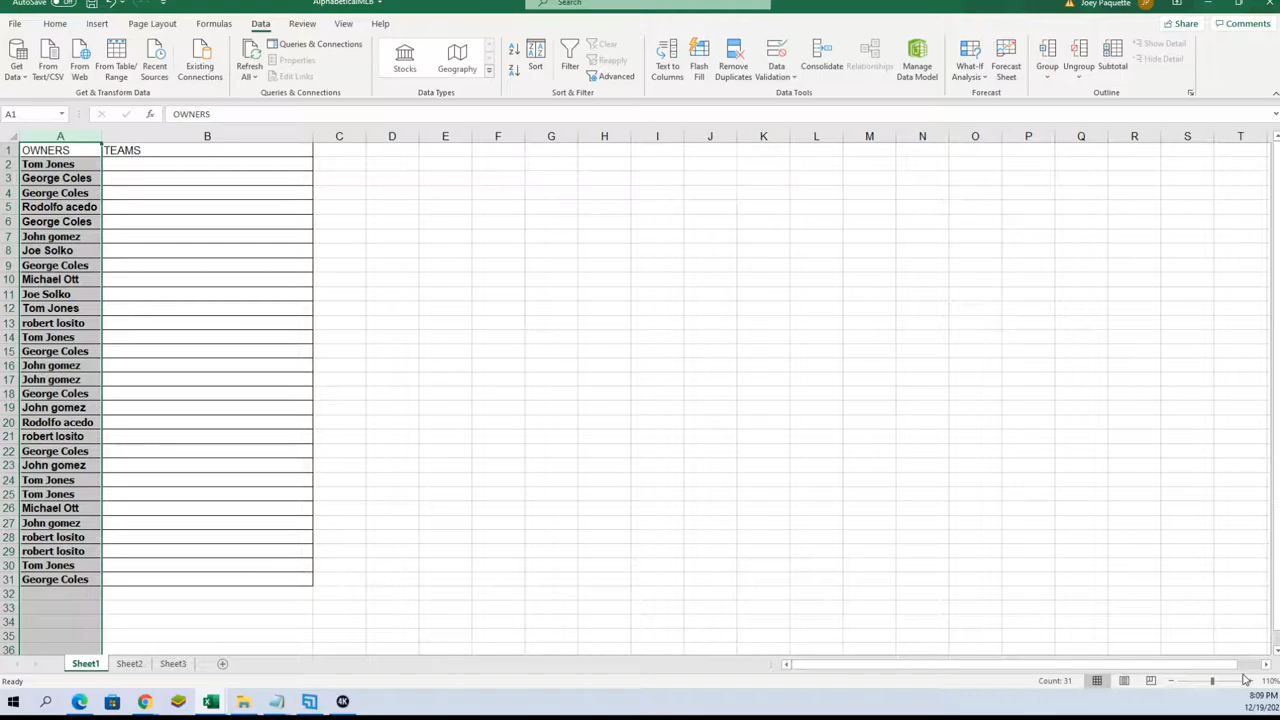 AutoSave Off AlphabeticalMLB Search Joey Paquette JP
File Home Insert Page Layout Formulas Data Review View Help Share Comments
Get Data From Text/CSV From Web From Table/Range Recent Sources Existing Connections
Get & Transform Data
Refresh All Queries & Connections Properties Edit Links
Queries & Connections
Stocks Geography
Data Types
Sort Filter Clear Reapply Advanced
Sort & Filter
Text to Columns Flash Fill Remove Duplicates Data Validation Consolidate Relationships Manage Data Model
Data Tools
What-If Analysis Forecast Sheet
Forecast
Group Ungroup Subtotal Show Detail Hide Detail
Outline
A1 fx OWNERS
A B C D E F G H I J K L M N O P Q R S T
1 OWNERS TEAMS
2 Tom Jones
3 George Coles
4 George Coles
5 Rodolfo acedo
6 George Coles
7 John gomez
8 Joe Solko
9 George Coles
10 Michael Ott
11 Joe Solko
12 Tom Jones
13 robert losito
14 Tom Jones
15 George Coles
16 John gomez
17 John gomez
18 George Coles
19 John gomez
20 Rodolfo acedo
21 robert losito
22 George Coles
23 John gomez
24 Tom Jones
25 Tom Jones
26 Michael Ott
27 John gomez
28 robert losito
29 robert losito
30 Tom Jones
31 George Coles
32
33
34
35
36
Sheet1 Sheet2 Sheet3
Ready Count: 31 110%
4K 8:09 PM
12/19/202